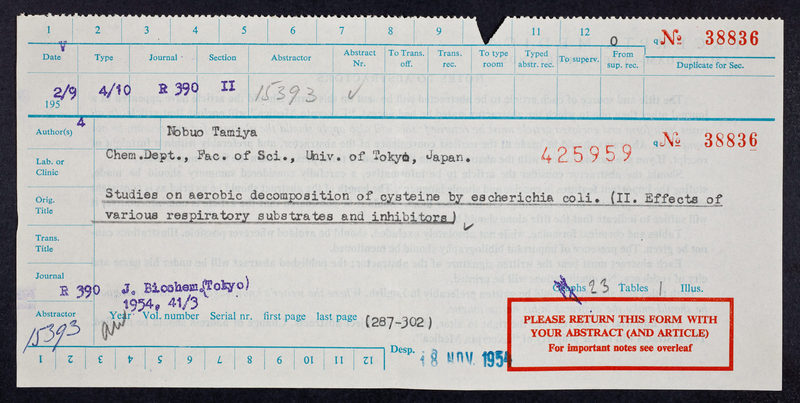 1 2 3 4 5 6 7 8 9 11 12
Date Type Journal Section Abstractor Abstract Nr. To Trans. off. Trans. rec. To type room Typed abstr. rec. To superv. From sup. rec. Duplicate for Sec.
V 0 q No 38836
2/9 4/10 R 390 II 15393 ✓
195 4
Author(s) Nobuo Tamiya q No 38836
Lab. or Clinic Chem.Dept., Fac. of Sci., Univ. of Tokyo, Japan. 425959
Orig. Title Studies on aerobic decomposition of cysteine by escherichia coli. (II. Effects of
various respiratory substrates and inhibitors) ✓
Trans. Title
Journal
R 390 J. Biochem.(Tokyo)
1954, 41/3
Graphs 23 Tables 1 Illus.
Abstractor Year Vol. number Serial nr. first page last page (287-302)
15393
PLEASE RETURN THIS FORM WITH
YOUR ABSTRACT (AND ARTICLE)
For important notes see overleaf
Desp. 18 NOV. 1954
1 2 3 4 5 6 7 8 9 10 11 12